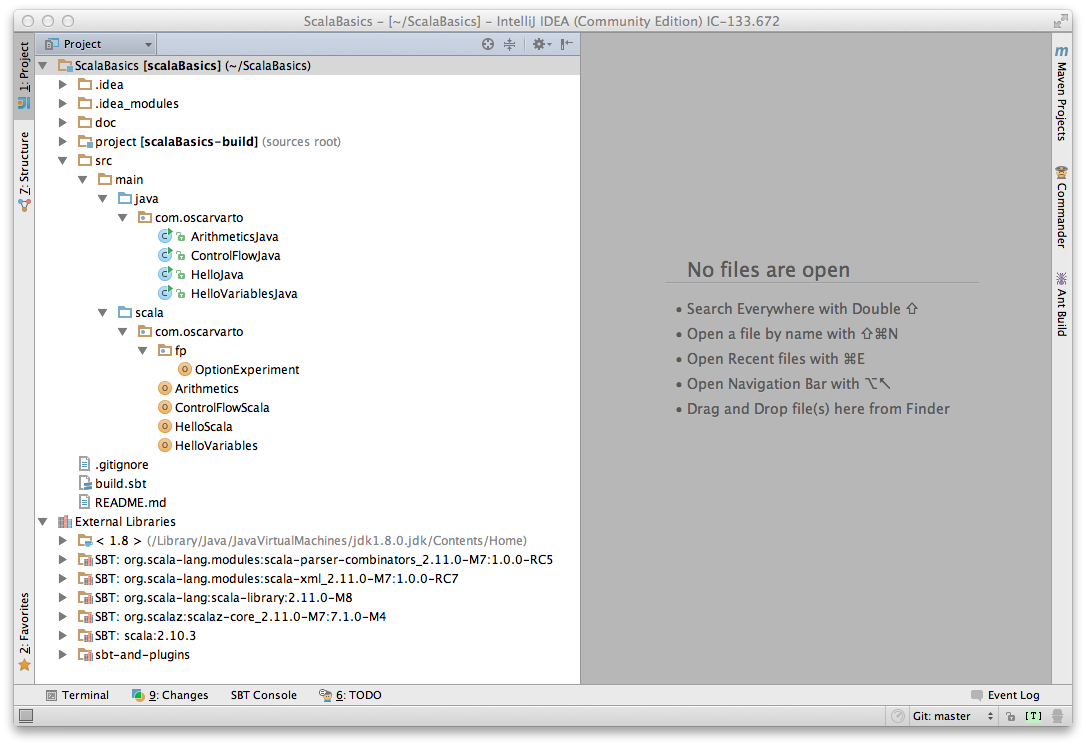 ScalaBasics – [~/ScalaBasics] – IntelliJ IDEA (Community Edition) IC-133.672
1: Project
Z: Structure
2: Favorites
Project
ScalaBasics [scalaBasics] (~/ScalaBasics)
.idea
.idea_modules
doc
project [scalaBasics-build] (sources root)
src
main
java
com.oscarvarto
C ArithmeticsJava
C ControlFlowJava
C HelloJava
C HelloVariablesJava
scala
com.oscarvarto
fp
O OptionExperiment
O Arithmetics
O ControlFlowScala
O HelloScala
O HelloVariables
.gitignore
build.sbt
README.md
External Libraries
< 1.8 > (/Library/Java/JavaVirtualMachines/jdk1.8.0.jdk/Contents/Home)
SBT: org.scala-lang.modules:scala-parser-combinators_2.11.0-M7:1.0.0-RC5
SBT: org.scala-lang.modules:scala-xml_2.11.0-M7:1.0.0-RC7
SBT: org.scala-lang:scala-library:2.11.0-M8
SBT: org.scalaz:scalaz-core_2.11.0-M7:7.1.0-M4
SBT: scala:2.10.3
sbt-and-plugins
No files are open
• Search Everywhere with Double ⇧
• Open a file by name with ⇧⌘N
• Open Recent files with ⌘E
• Open Navigation Bar with ⌥↖
• Drag and Drop file(s) here from Finder
m Maven Projects
Commander
Ant Build
Terminal
9: Changes
SBT Console
6: TODO
Event Log
Git: master
[T]